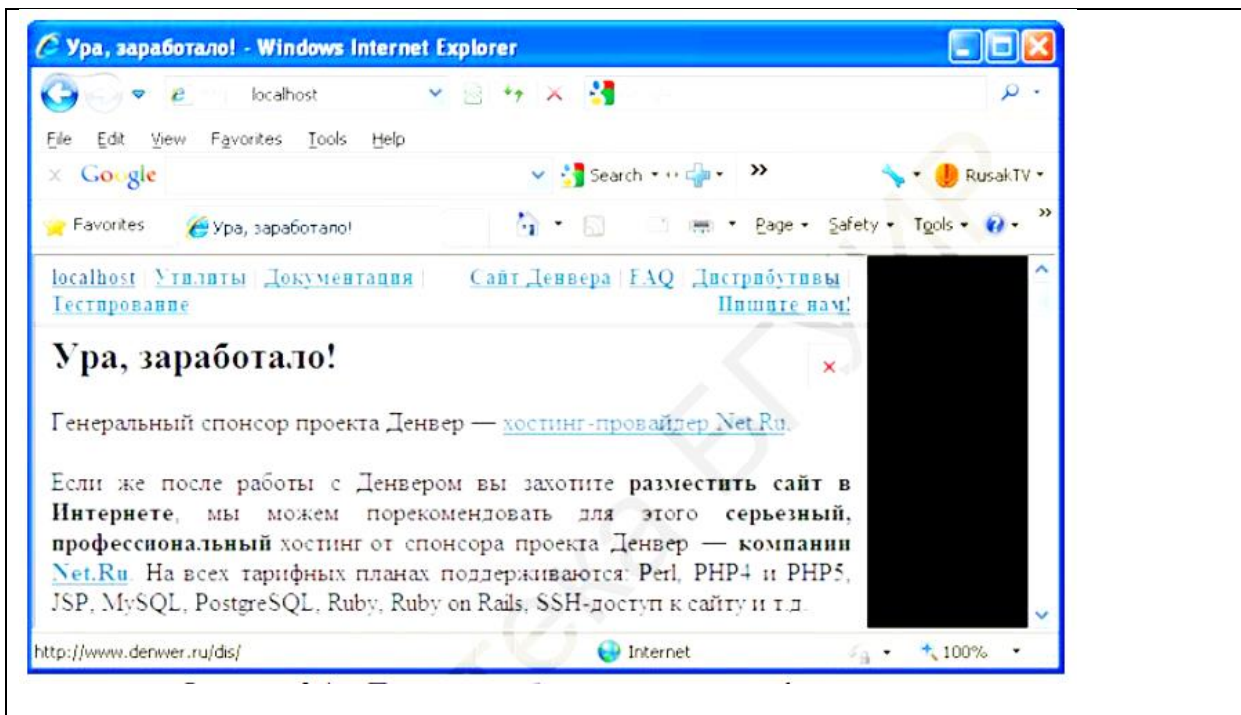 Ура, заработало! - Windows Internet Explorer
localhost
File Edit View Favorites Tools Help
Google Search RusakTV
Favorites Ура, заработало! Page Safety Tools
localhost | Утилиты | Документация | Сайт Денвера | FAQ | Дистрибутивы |
Тестирование Пишите нам!
Ура, заработало!
Генеральный спонсор проекта Денвер — хостинг-провайдер Net.Ru.
Если же после работы с Денвером вы захотите разместить сайт в
Интернете, мы можем порекомендовать для этого серьезный,
профессиональный хостинг от спонсора проекта Денвер — компании
Net.Ru. На всех тарифных планах поддерживаются: Perl, PHP4 и PHP5,
JSP, MySQL, PostgreSQL, Ruby, Ruby on Rails, SSH-доступ к сайту и т.д.
http://www.denwer.ru/dis/ Internet 100%